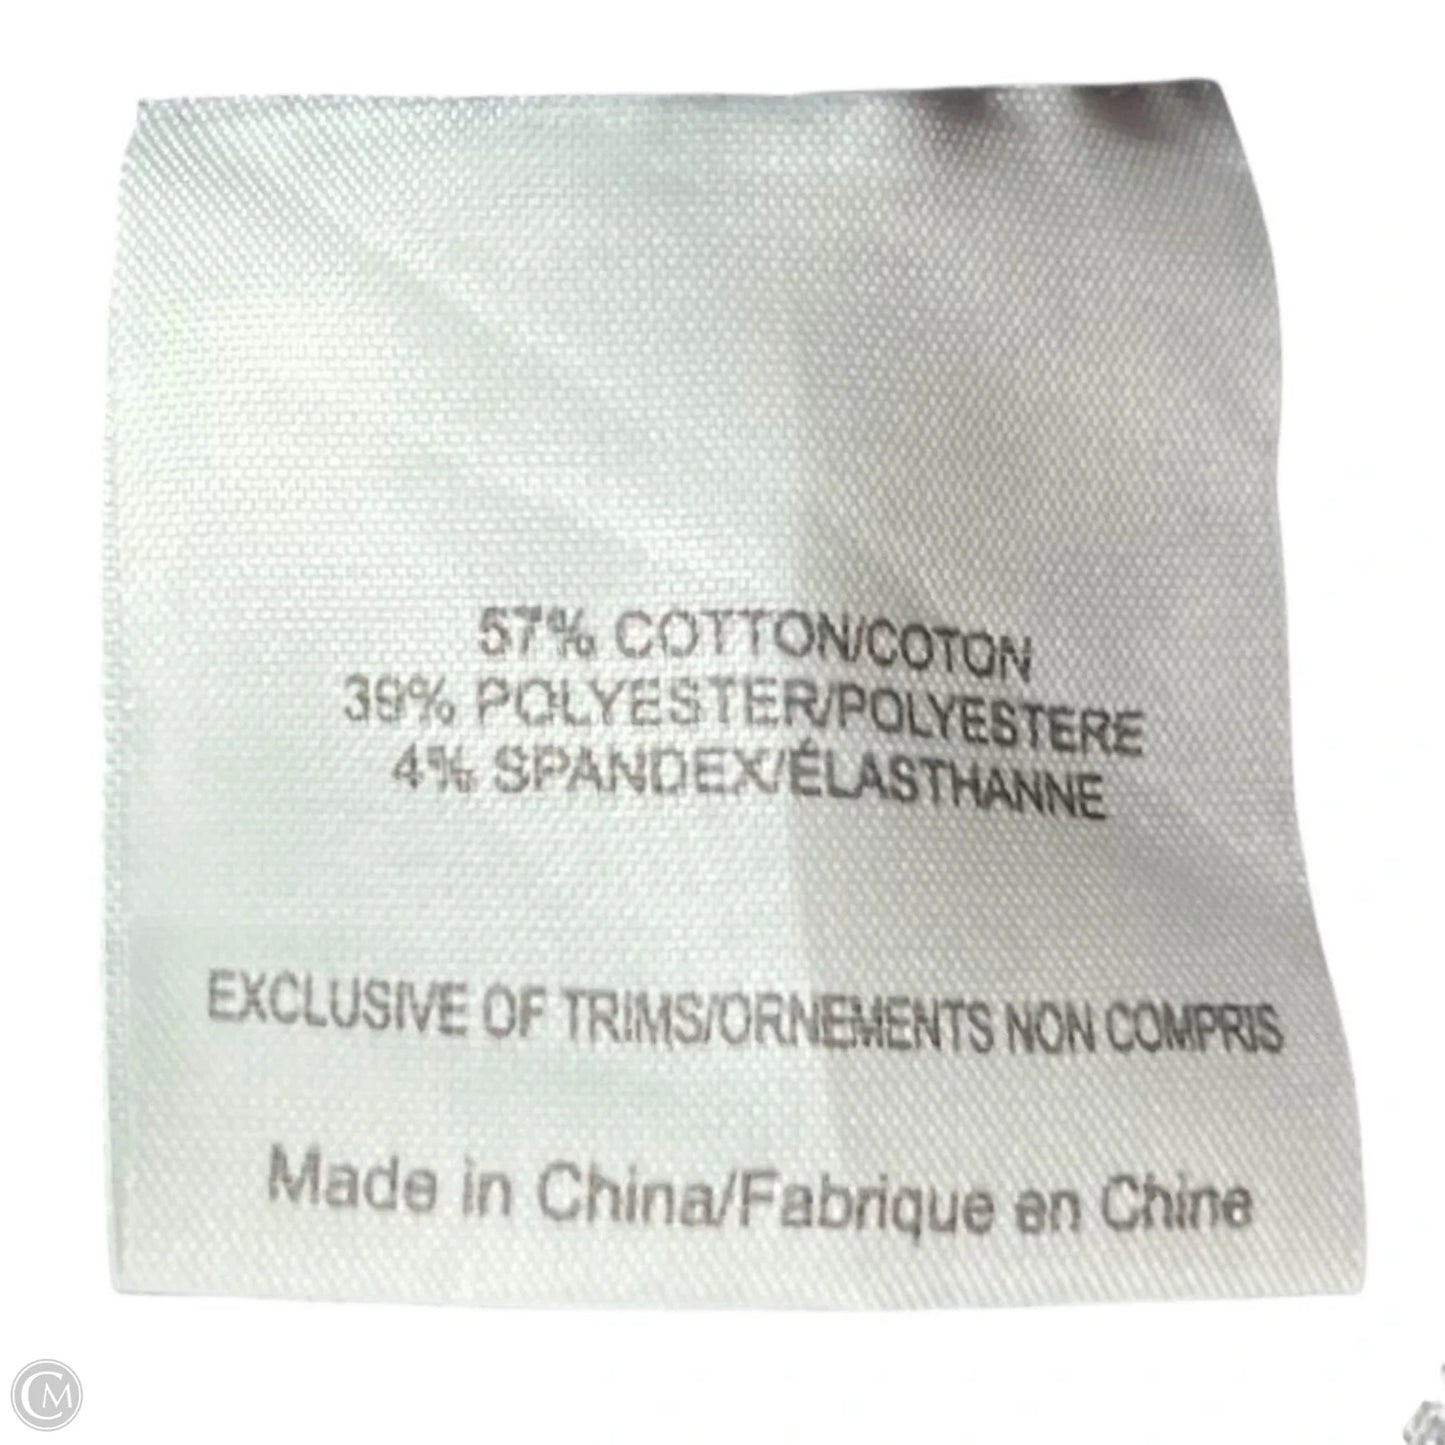 57% COTTON/COTON
39% POLYESTER/POLYESTERE
4% SPANDEX/ÉLASTHANNE
EXCLUSIVE OF TRIMS/ORNEMENTS NON COMPRIS
Made in China/Fabrique en Chine
CM